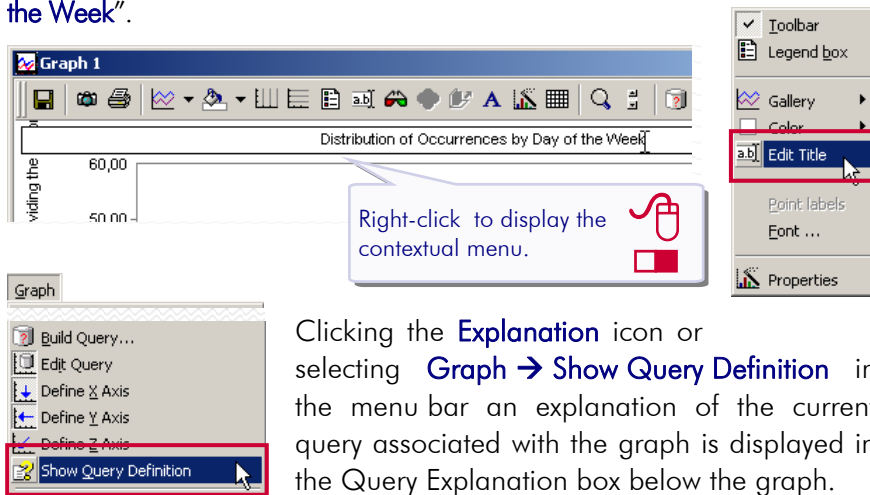 the Week".
Graph 1
a.b
A
Distribution of Occurrences by Day of the Week
viding the
60,00
50,00
Right-click to display the
contextual menu.
Toolbar
Legend box
Gallery
Color
a.b
Edit Title
Point labels
Font ...
Properties
Graph
Build Query...
Edit Query
Define X Axis
Define Y Axis
Define Z Axis
Show Query Definition
Clicking the Explanation icon or
selecting Graph → Show Query Definition in
the menu bar an explanation of the current
query associated with the graph is displayed in
the Query Explanation box below the graph.